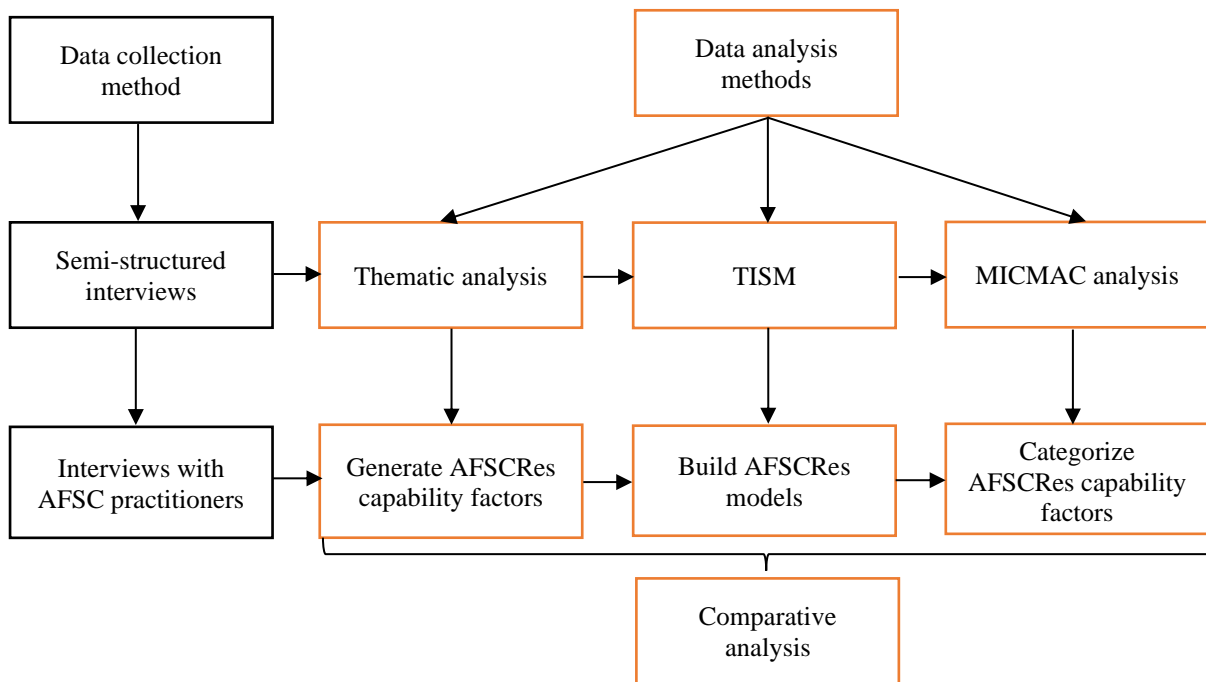 Data collection
method
Data analysis
methods
Semi-structured
interviews
Thematic analysis
TISM
MICMAC analysis
Interviews with
AFSC practitioners
Generate AFSCRes
capability factors
Build AFSCRes
models
Categorize
AFSCRes capability
factors
Comparative
analysis